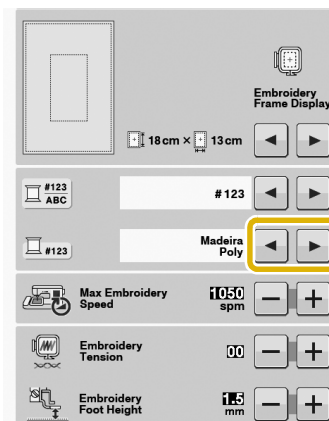 Embroidery
Frame Display
18cm × 13cm
#123
ABC
#123
#123
Madeira
Poly
Max Embroidery
Speed
1050
spm
Embroidery
Tension
00
Embroidery
Foot Height
1.5
mm